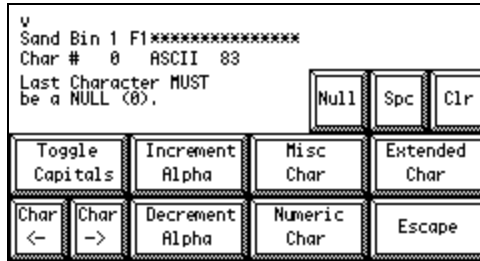 v
Sand Bin 1 F1***************
Char # 0 ASCII 83
Last Character MUST
be a NULL (0).
Null Spc Clr
Toggle Capitals
Increment Alpha
Misc Char
Extended Char
Char <-
Char ->
Decrement Alpha
Numeric Char
Escape